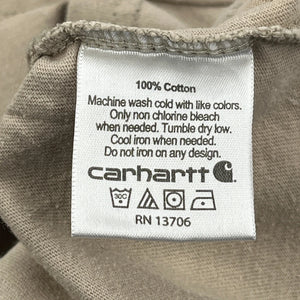 100% Cotton
Machine wash cold with like colors.
Only non chlorine bleach
when needed. Tumble dry low.
Cool iron when needed.
Do not iron on any design.
carhartt
30C
RN 13706